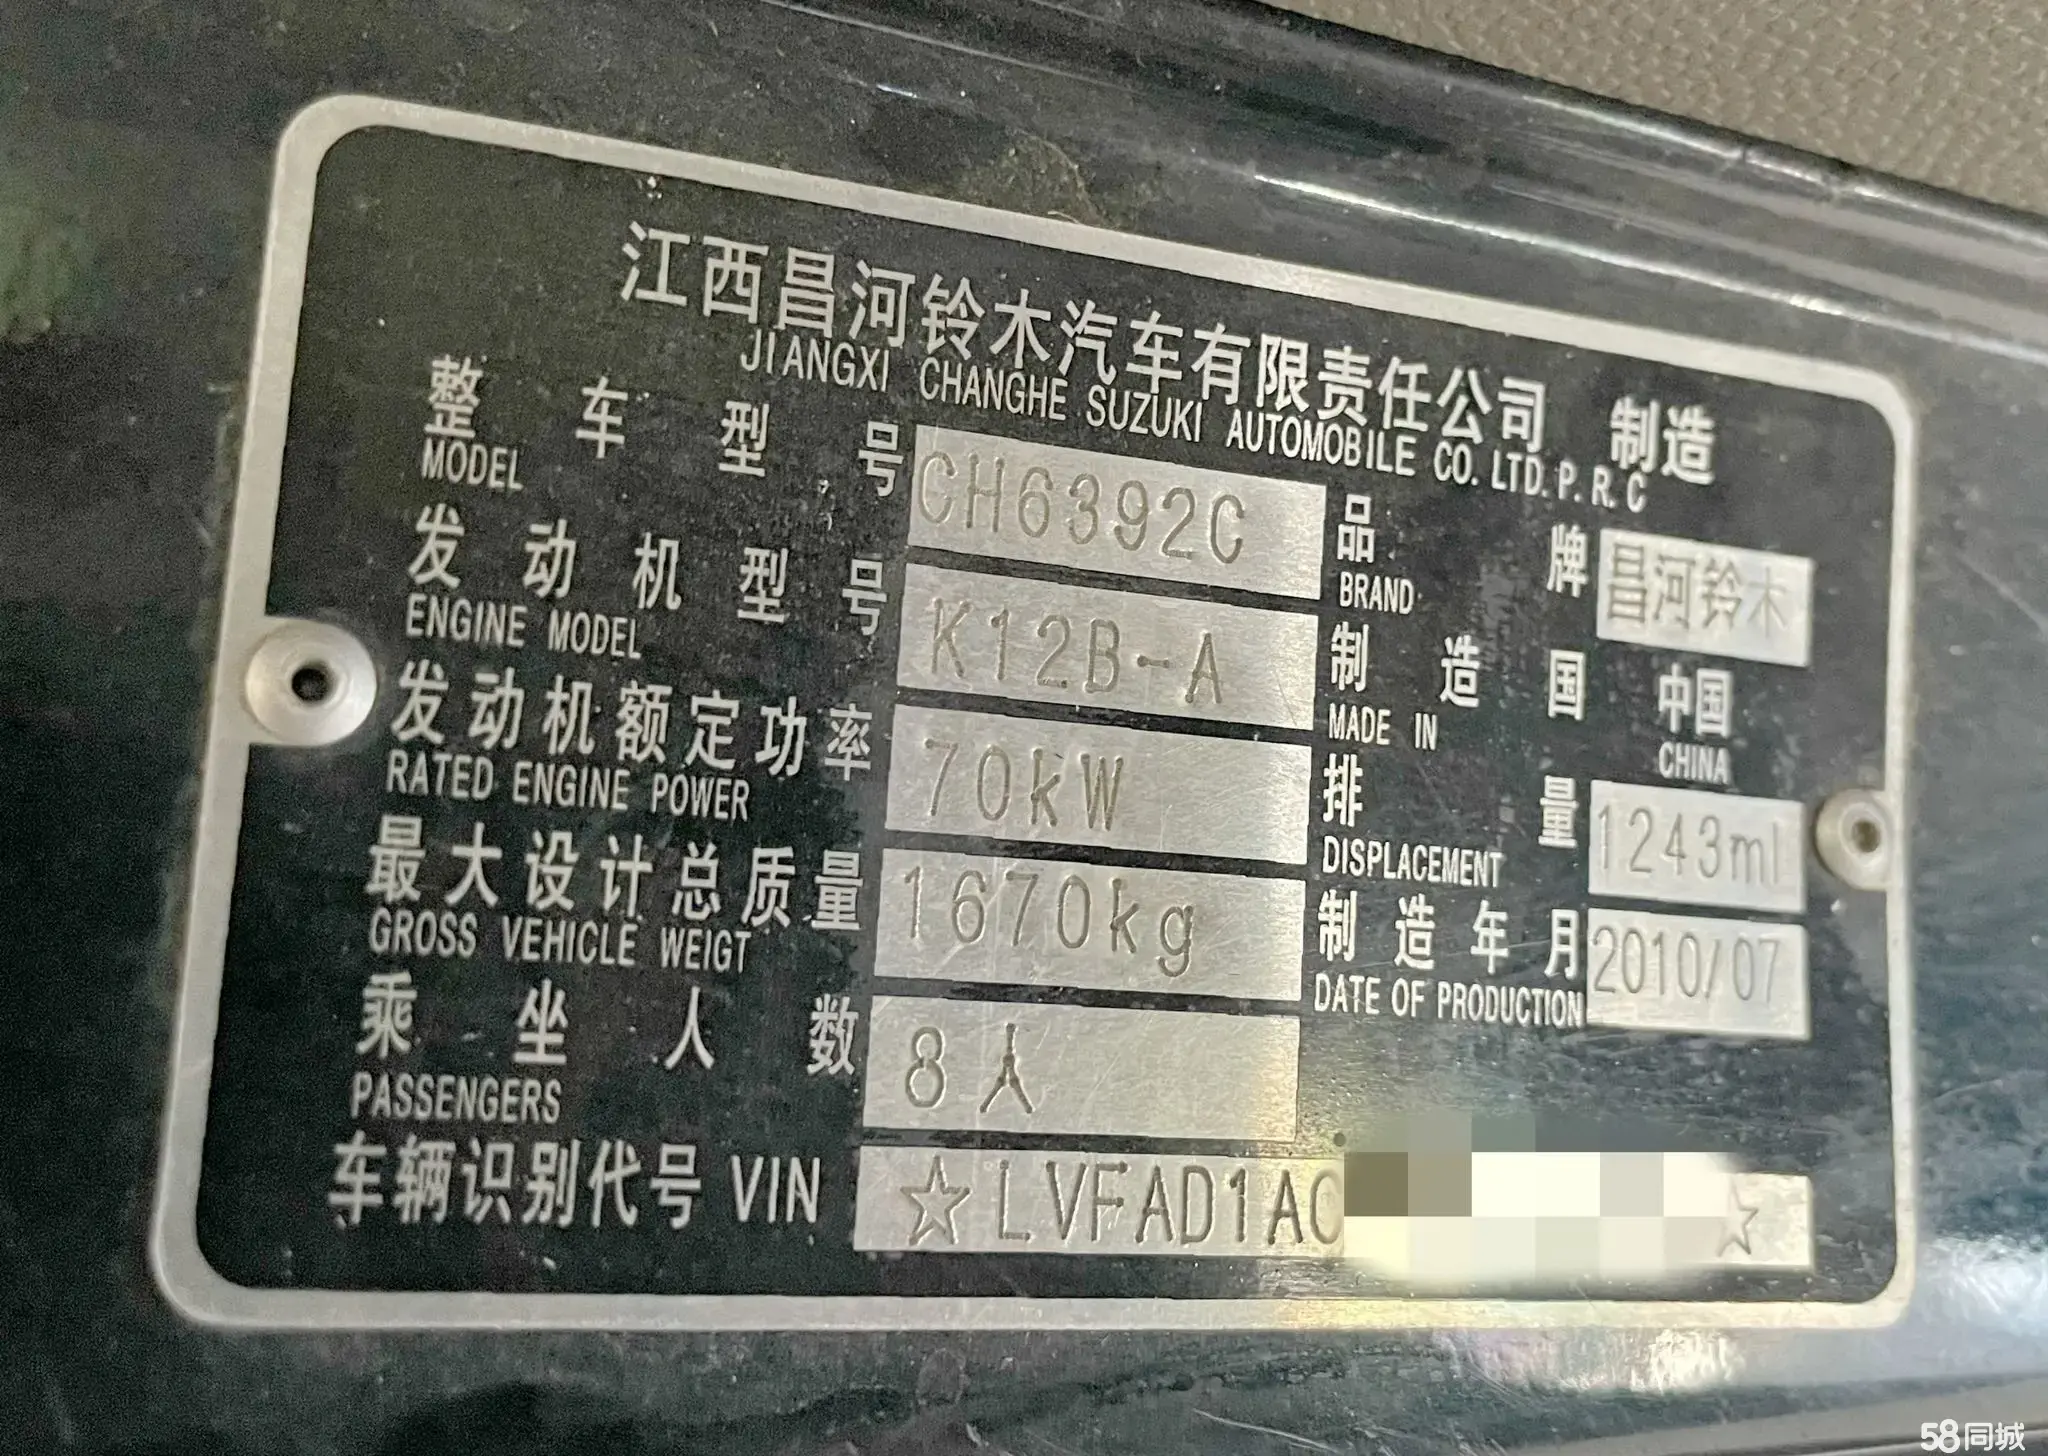 江西昌河铃木汽车有限责任公司 制造
JIANGXI CHANGHE SUZUKI AUTOMOBILE CO. LTD. P. R. C
整车型号 CH6392C 品牌 昌河铃木
MODEL BRAND
发动机型号 K12B-A 制造国 中国
ENGINE MODEL MADE IN CHINA
发动机额定功率 70kW 排量 1243ml
RATED ENGINE POWER DISPLACEMENT
最大设计总质量 1670kg 制造年月 2010/07
GROSS VEHICLE WEIGT DATE OF PRODUCTION
乘坐人数 8人
PASSENGERS
车辆识别代号 VIN ☆LVFAD1A ☆
58同城